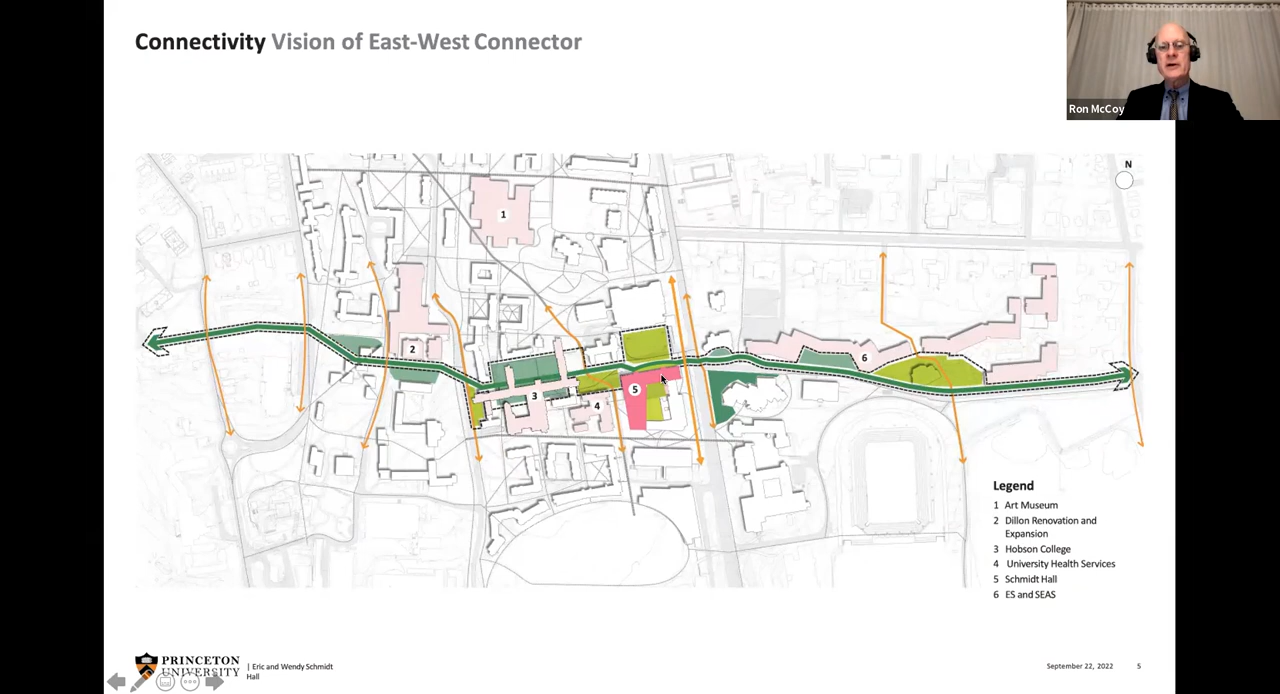 Connectivity Vision of East-West Connector
Ron McCoy
N
1
2
3
4
5
6
Legend
1 Art Museum
2 Dillon Renovation and
Expansion
3 Hobson College
4 University Health Services
5 Schmidt Hall
6 ES and SEAS
PRINCETON
UNIVERSITY
| Eric and Wendy Schmidt
Hall
September 22, 2022
5